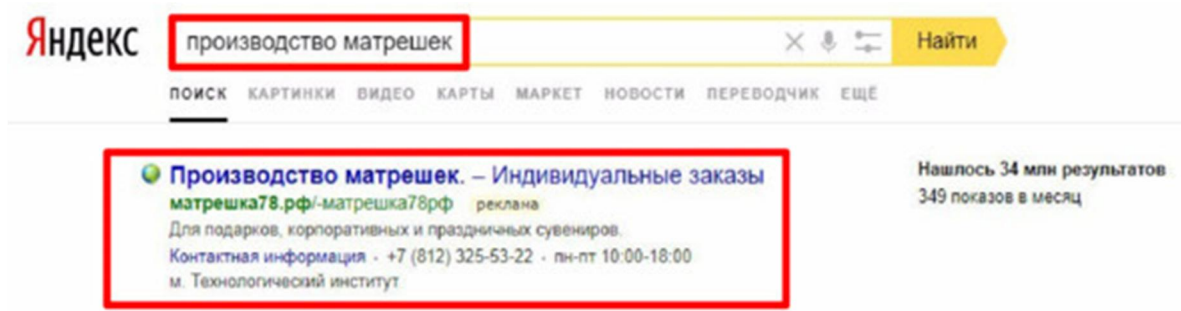 Яндекс
производство матрешек
Найти
ПОИСК КАРТИНКИ ВИДЕО КАРТЫ МАРКЕТ НОВОСТИ ПЕРЕВОДЧИК ЕЩЁ
Производство матрешек. – Индивидуальные заказы
матрешка78.рф/-матрешка78рф реклама
Для подарков, корпоративных и праздничных сувениров.
Контактная информация · +7 (812) 325-53-22 · пн-пт 10:00-18:00
м. Технологический институт
Нашлось 34 млн результатов
349 показов в месяц